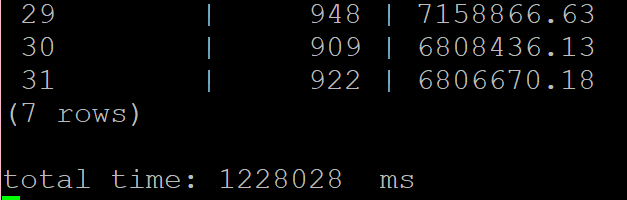 29 | 948 | 7158866.63
30 | 909 | 6808436.13
31 | 922 | 6806670.18
(7 rows)
total time: 1228028 ms